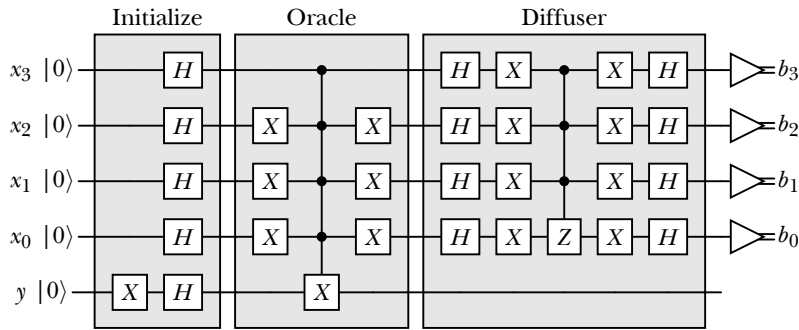 Initialize Oracle Diffuser
x₃ |0⟩ H H X X H b₃
x₂ |0⟩ H X X H X X H b₂
x₁ |0⟩ H X X H X X H b₁
x₀ |0⟩ H X X H X Z X H b₀
y |0⟩ X H X